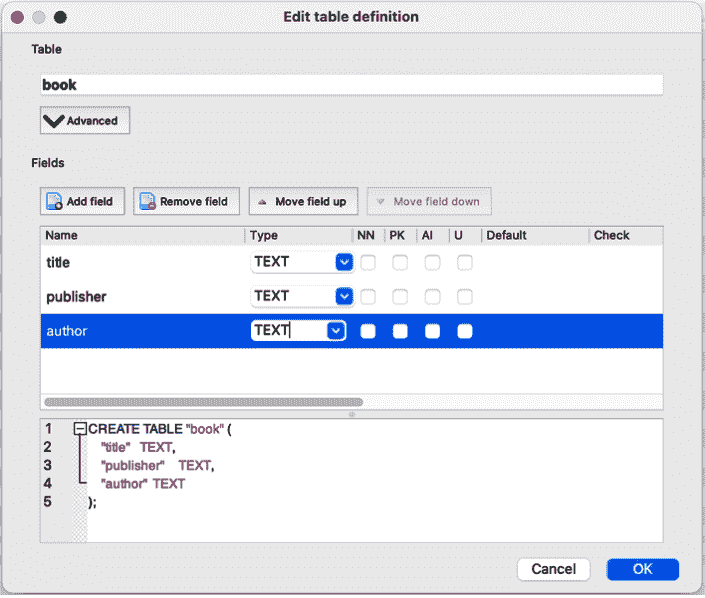 Edit table definition
Table
book
Advanced
Fields
Add field Remove field Move field up Move field down
Name Type NN PK AI U Default Check
title TEXT
publisher TEXT
author TEXT
1 CREATE TABLE "book" (
2 "title" TEXT,
3 "publisher" TEXT,
4 "author" TEXT
5 );
Cancel OK